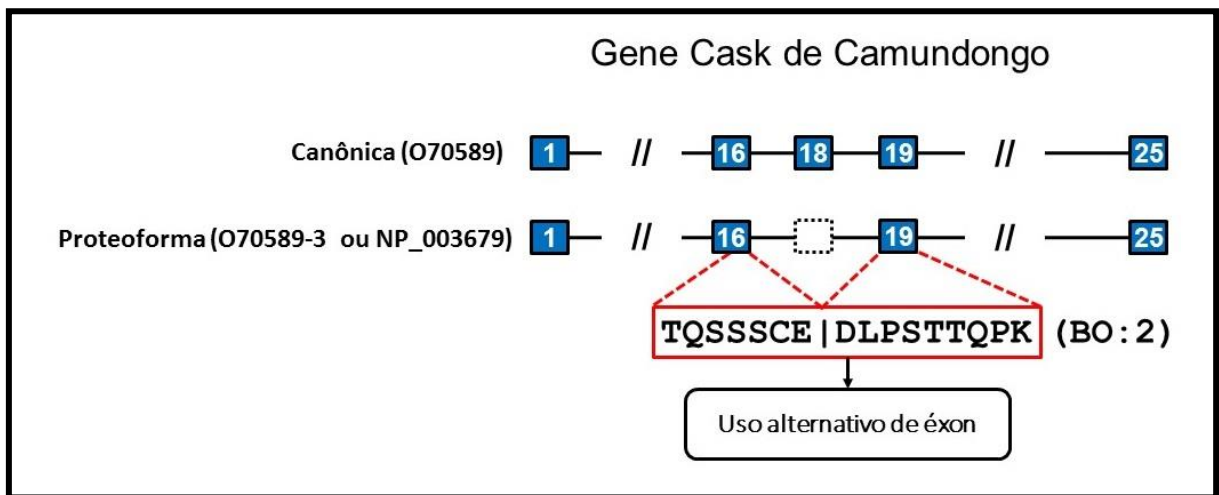 Gene Cask de Camundongo
Canônica (O70589) 1 // 16 18 19 // 25
Proteoforma (O70589-3 ou NP_003679) 1 // 16 19 // 25
TQSSSCE|DLPSTTQPK (BO:2)
Uso alternativo de éxon